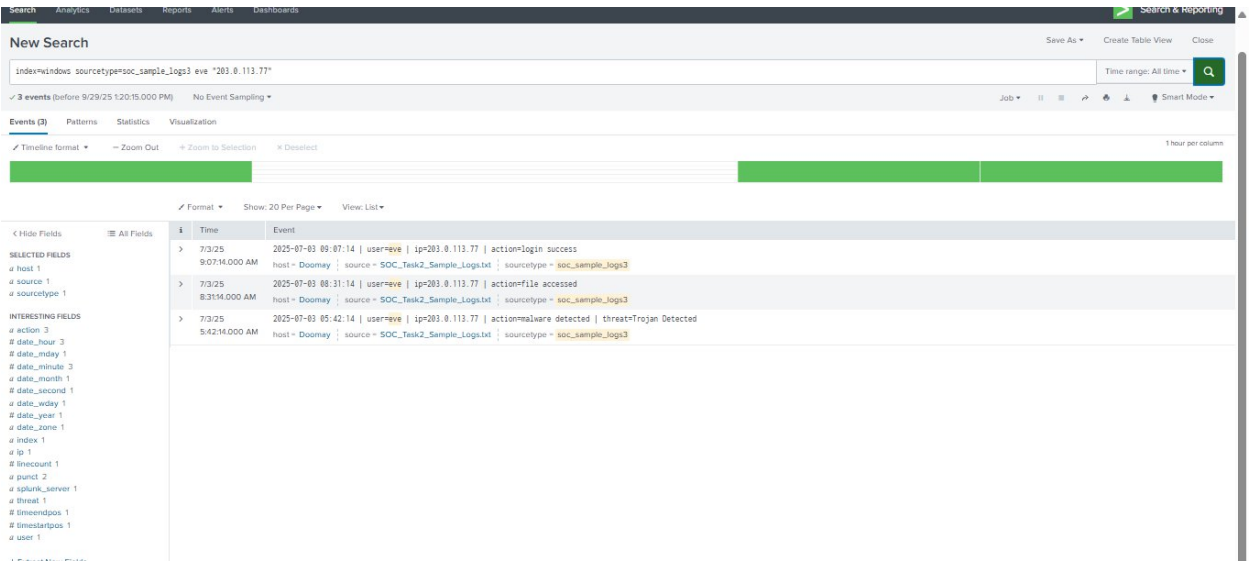 Search Analytics Datasets Reports Alerts Dashboards Search & Reporting
New Search Save As Create Table View Close
index=windows sourcetype=soc_sample_logs3 eve "203.0.113.77" Time range: All time
✓ 3 events (before 9/29/25 1:20:15.000 PM) No Event Sampling Job Smart Mode
Events (3) Patterns Statistics Visualization
Timeline format − Zoom Out + Zoom to Selection × Deselect 1 hour per column
Format Show: 20 Per Page View: List
< Hide Fields All Fields i Time Event
SELECTED FIELDS
a host 1
a source 1
a sourcetype 1
INTERESTING FIELDS
a action 3
# date_hour 3
# date_mday 1
# date_minute 3
a date_month 1
# date_second 1
a date_wday 1
# date_year 1
a date_zone 1
a index 1
a ip 1
# linecount 1
a punct 2
a splunk_server 1
a threat 1
# timeendpos 1
# timestartpos 1
a user 1
+ Extract New Fields
> 7/3/25 2025-07-03 09:07:14 | user=eve | ip=203.0.113.77 | action=login success
9:07:14.000 AM host = Doomay source = SOC_Task2_Sample_Logs.txt sourcetype = soc_sample_logs3
> 7/3/25 2025-07-03 08:31:14 | user=eve | ip=203.0.113.77 | action=file accessed
8:31:14.000 AM host = Doomay source = SOC_Task2_Sample_Logs.txt sourcetype = soc_sample_logs3
> 7/3/25 2025-07-03 05:42:14 | user=eve | ip=203.0.113.77 | action=malware detected | threat=Trojan Detected
5:42:14.000 AM host = Doomay source = SOC_Task2_Sample_Logs.txt sourcetype = soc_sample_logs3